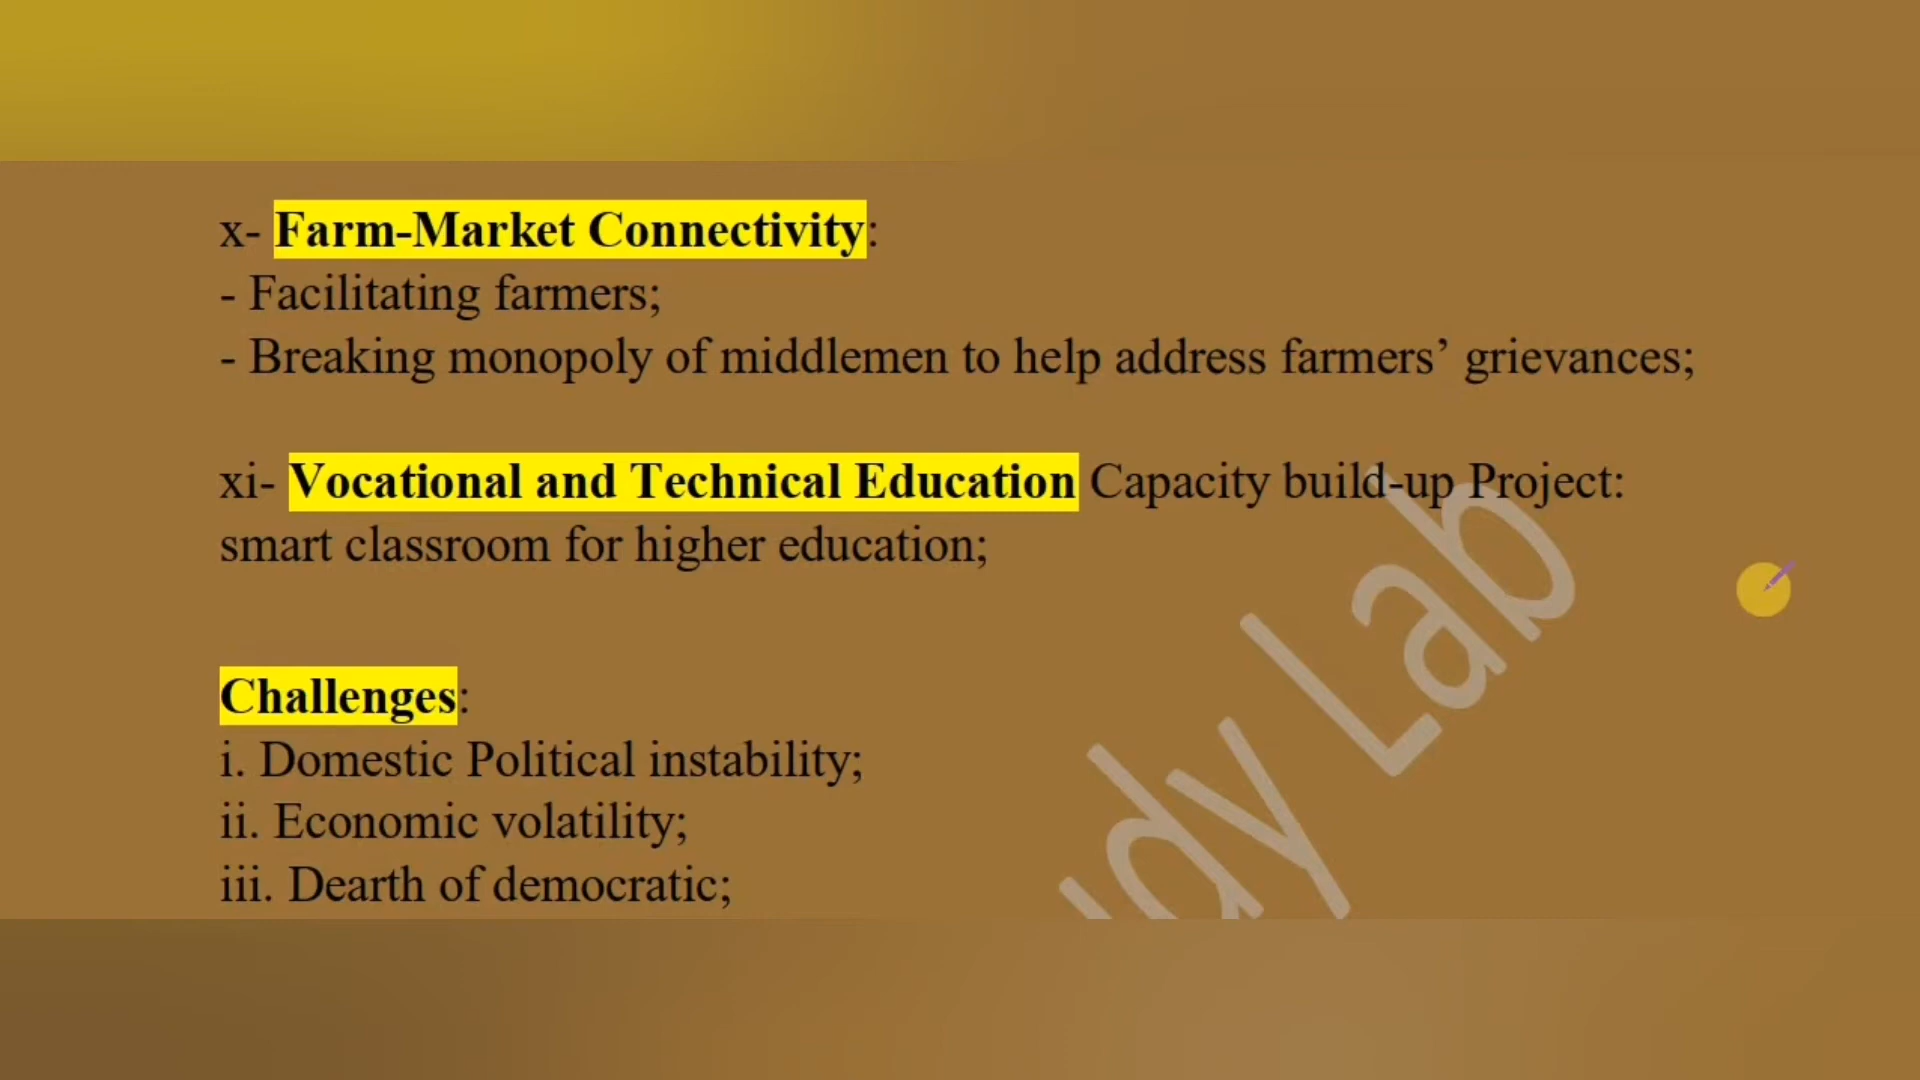 x- Farm-Market Connectivity:
- Facilitating farmers;
- Breaking monopoly of middlemen to help address farmers’ grievances;
xi- Vocational and Technical Education Capacity build-up Project:
smart classroom for higher education;
Challenges:
i. Domestic Political instability;
ii. Economic volatility;
iii. Dearth of democratic;
Lab